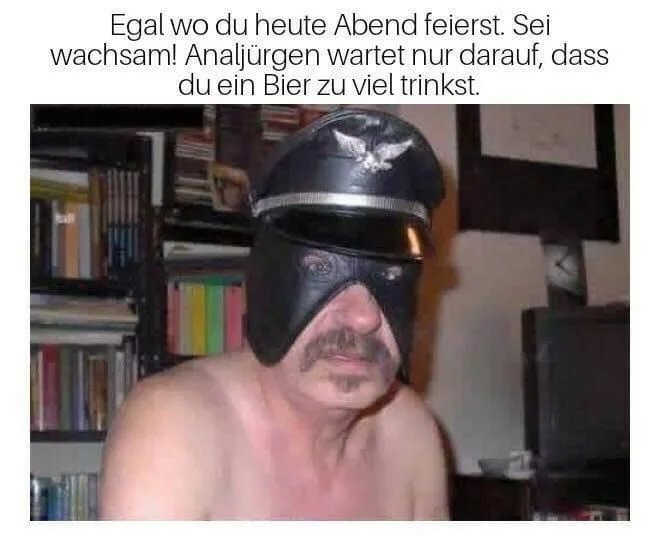 Egal wo du heute Abend feierst. Sei
wachsam! Analjürgen wartet nur darauf, dass
du ein Bier zu viel trinkst.